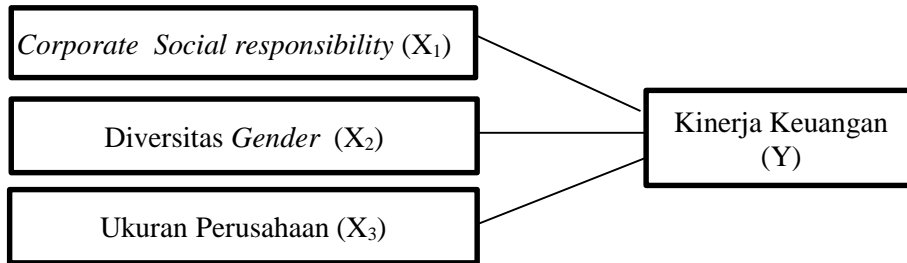 Corporate Social responsibility (X₁)
Diversitas Gender (X₂)
Ukuran Perusahaan (X₃)
Kinerja Keuangan
(Y)